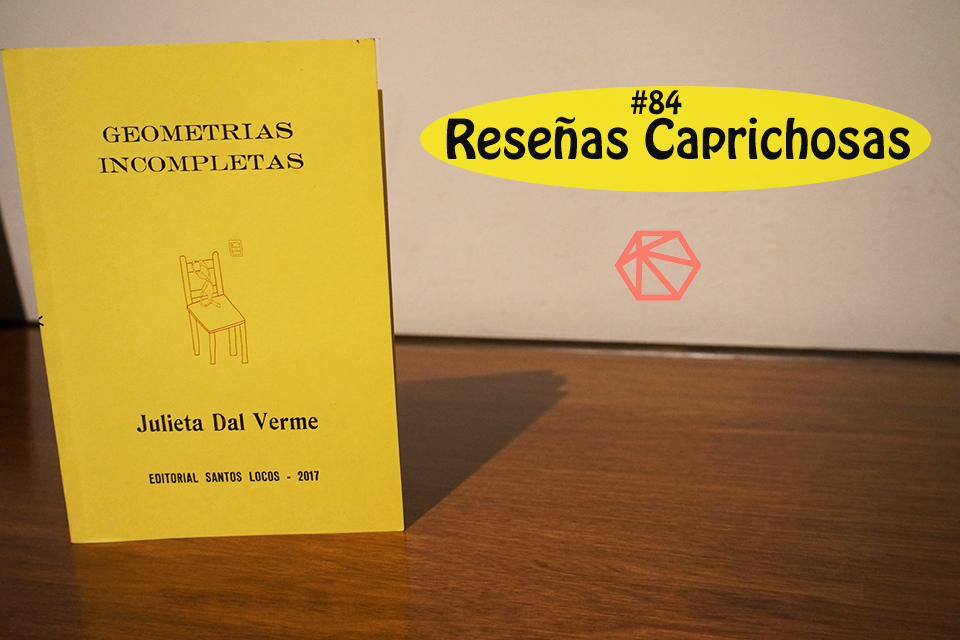 GEOMETRIAS
INCOMPLETAS
Julieta Dal Verme
EDITORIAL SANTOS LOCOS - 2017
#84
Reseñas Caprichosas